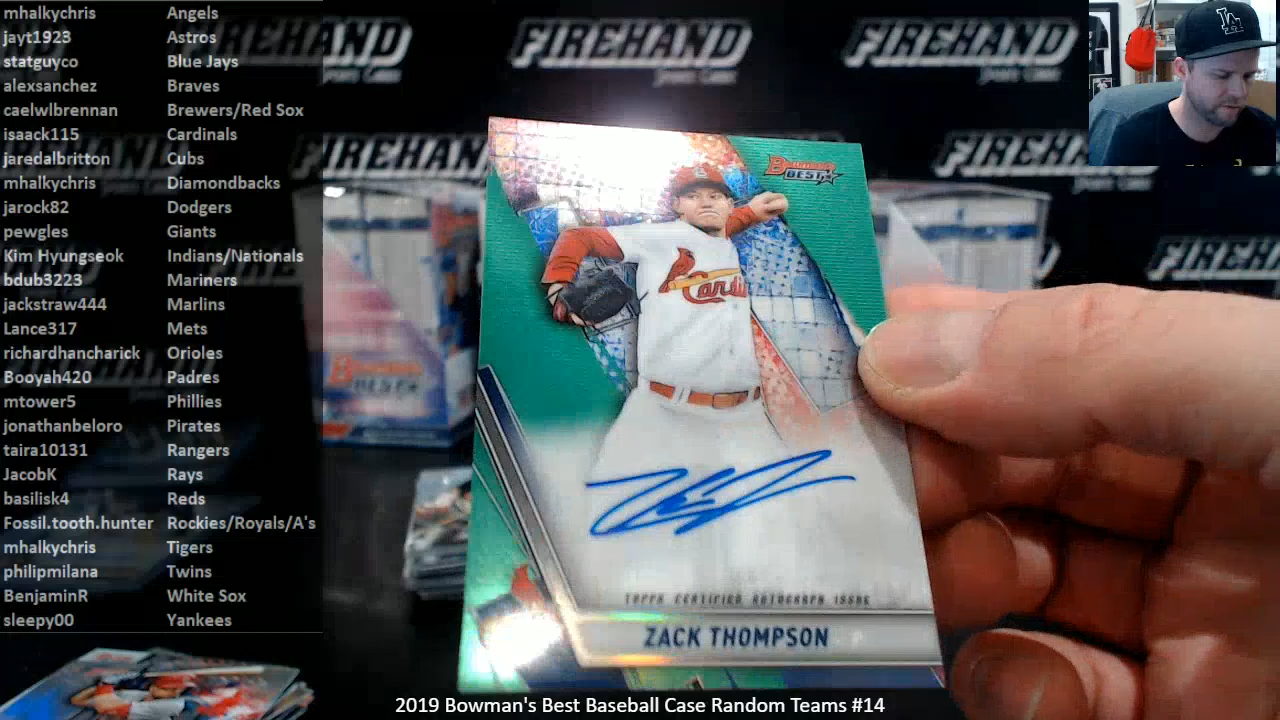 mhalkychris Angels
jayt1923 Astros
statguyco Blue Jays
alexsanchez Braves
caelwlbrennan Brewers/Red Sox
isaack115 Cardinals
jaredalbritton Cubs
mhalkychris Diamondbacks
jarock82 Dodgers
pewgles Giants
Kim Hyungseok Indians/Nationals
bdub3223 Mariners
jackstraw444 Marlins
Lance317 Mets
richardhancharick Orioles
Booyah420 Padres
mtower5 Phillies
jonathanbeloro Pirates
taira10131 Rangers
JacobK Rays
basilisk4 Reds
Fossil.tooth.hunter Rockies/Royals/A's
mhalkychris Tigers
philipmilana Twins
BenjaminR White Sox
sleepy00 Yankees
FIREHAND
FIREHAND
FIREHAND
BOWMAN'S
BEST
LA
TOPPS CERTIFIED AUTOGRAPH ISSUE
ZACK THOMPSON P
2019 Bowman's Best Baseball Case Random Teams #14